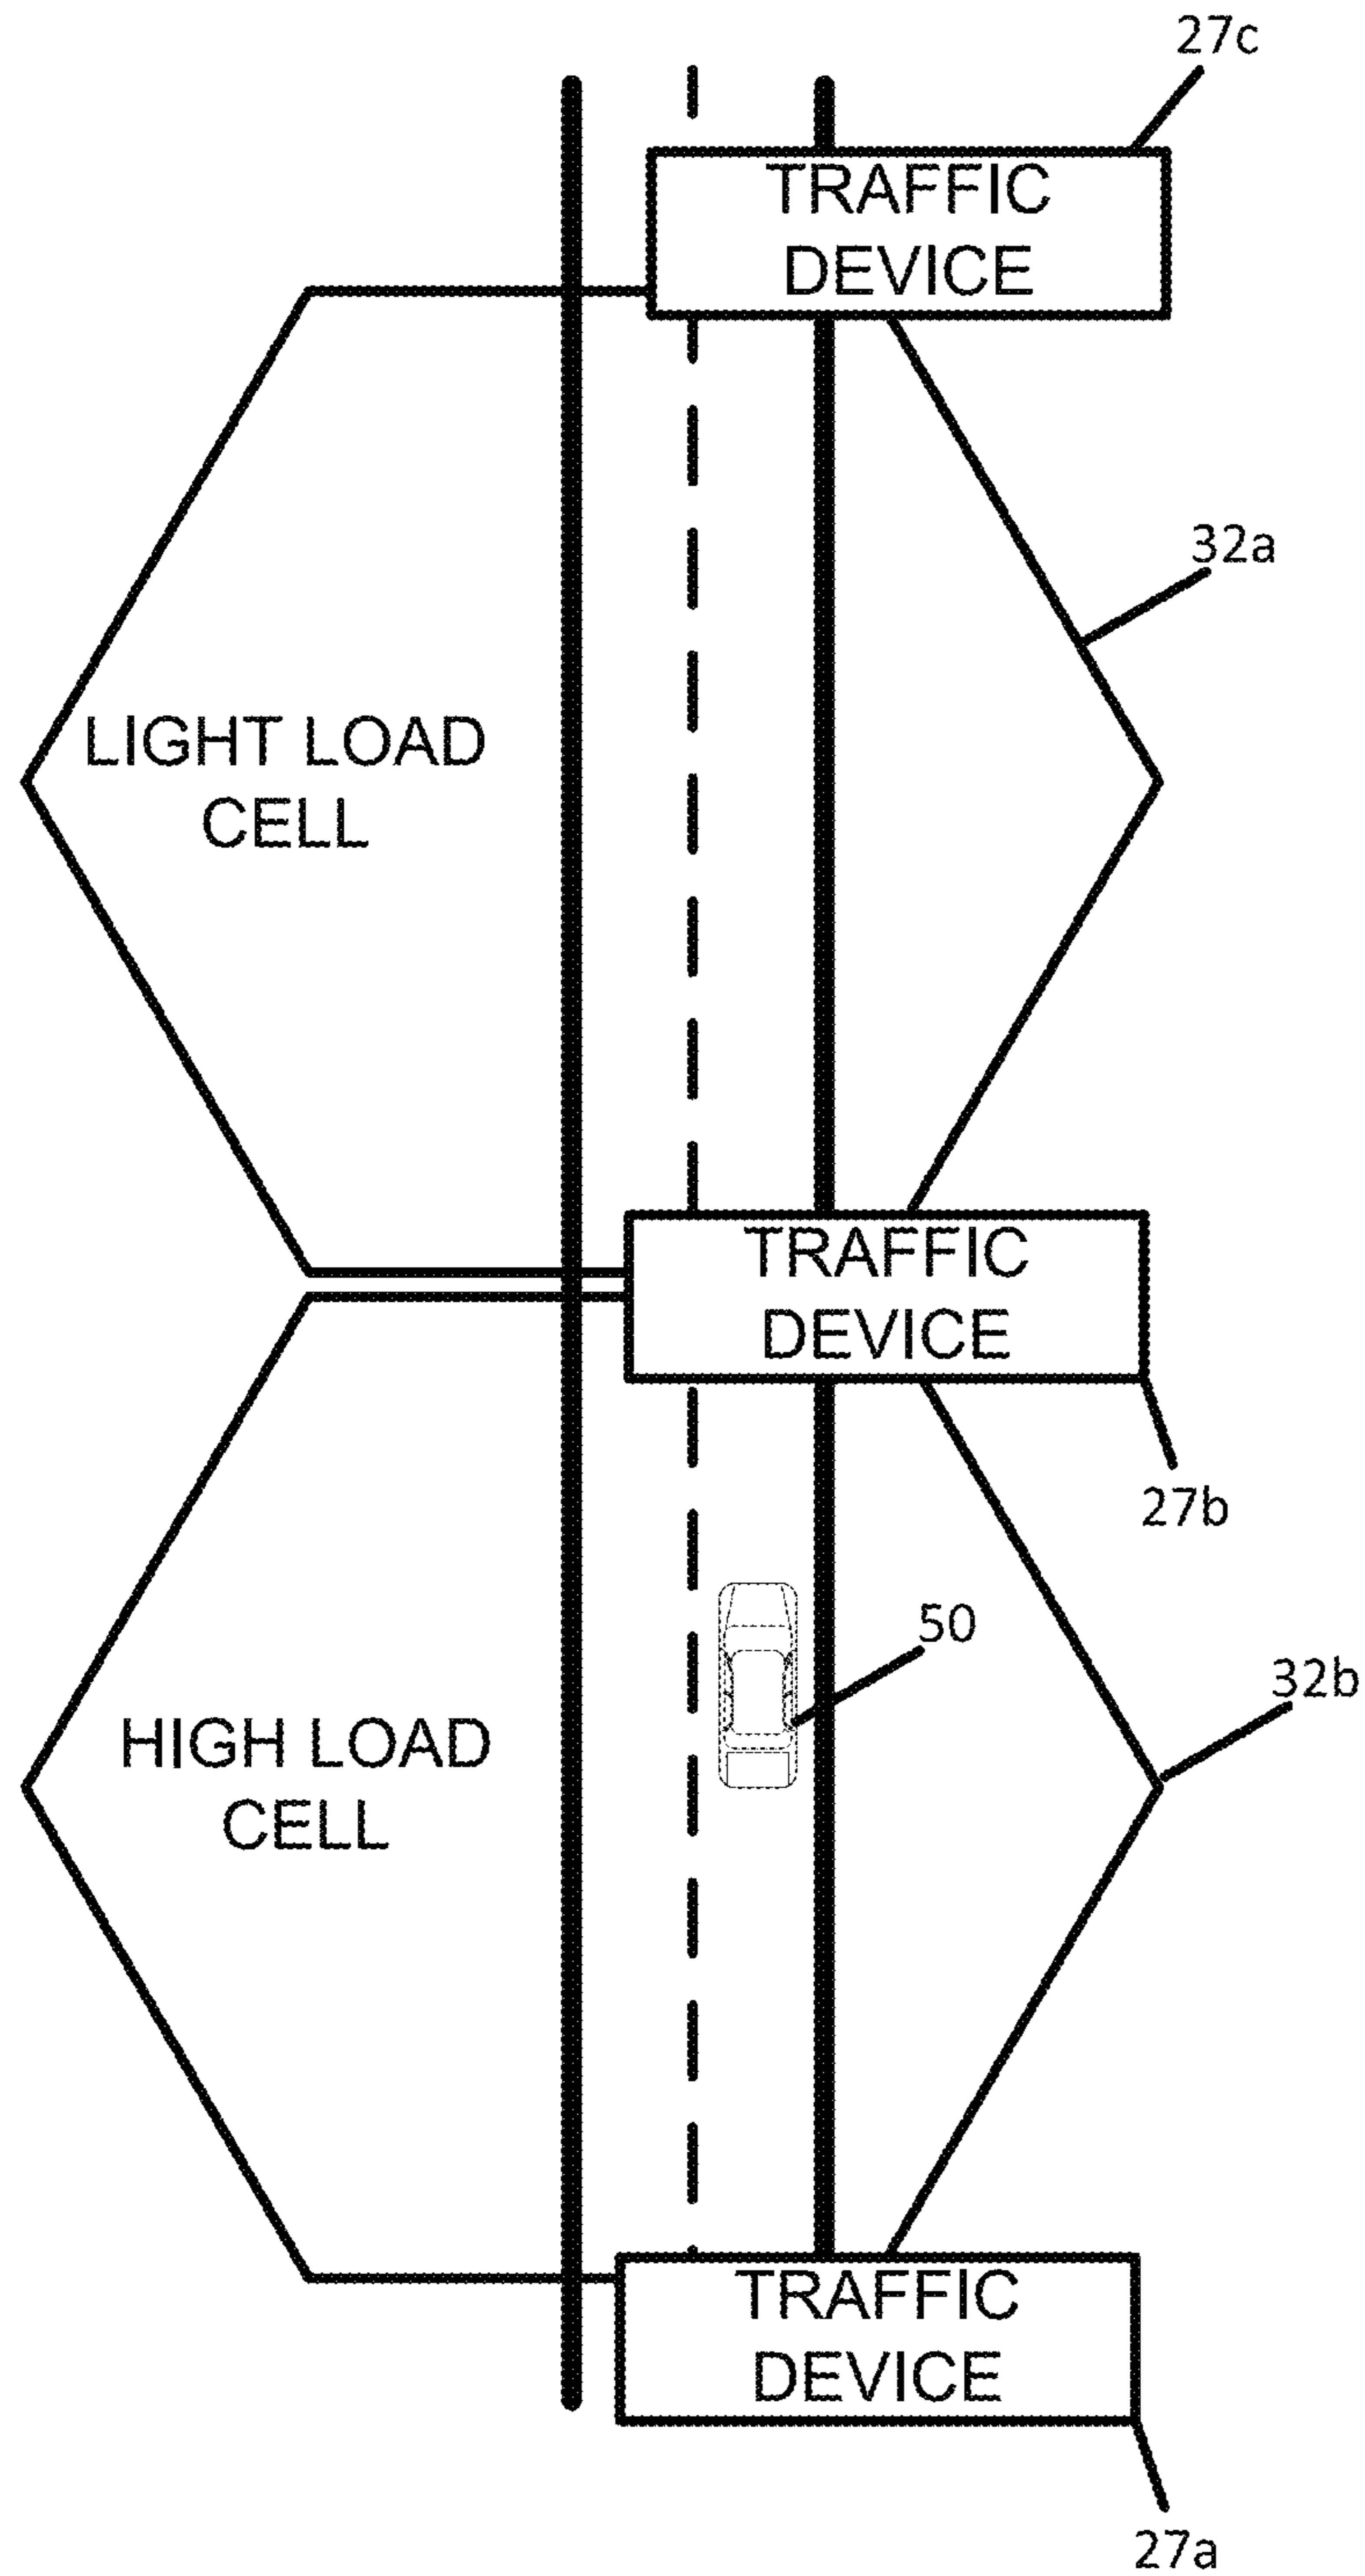 27c
TRAFFIC
DEVICE
32a
LIGHT LOAD
CELL
TRAFFIC
DEVICE
27b
50
32b
HIGH LOAD
CELL
TRAFFIC
DEVICE
27a